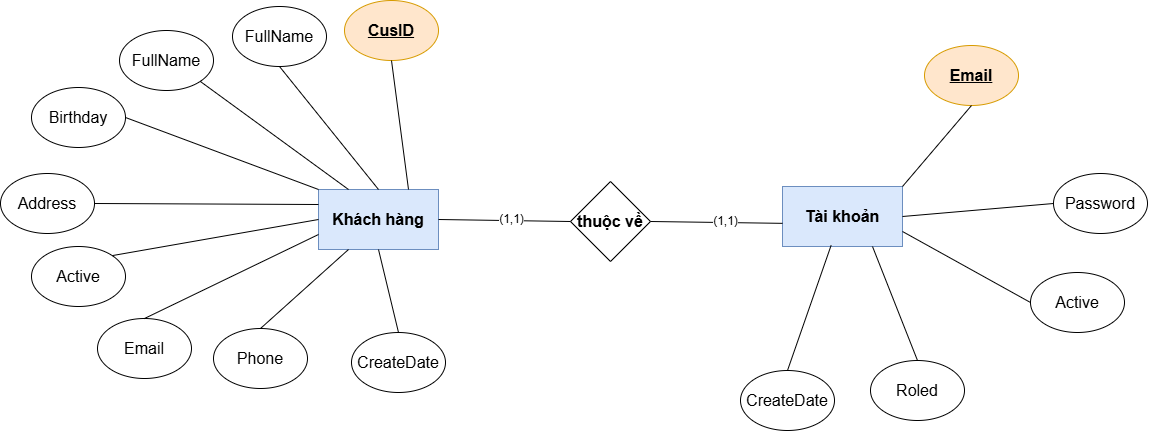 CusID
FullName
FullName
Birthday
Address
Active
Email
Phone
CreateDate
Khách hàng
(1,1)
thuộc về
(1,1)
Tài khoản
Email
Password
Active
Roled
CreateDate